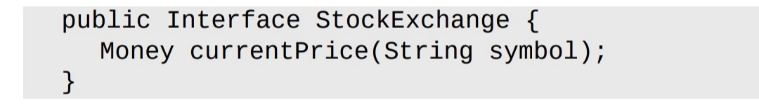 public Interface StockExchange {
Money currentPrice(String symbol);
}